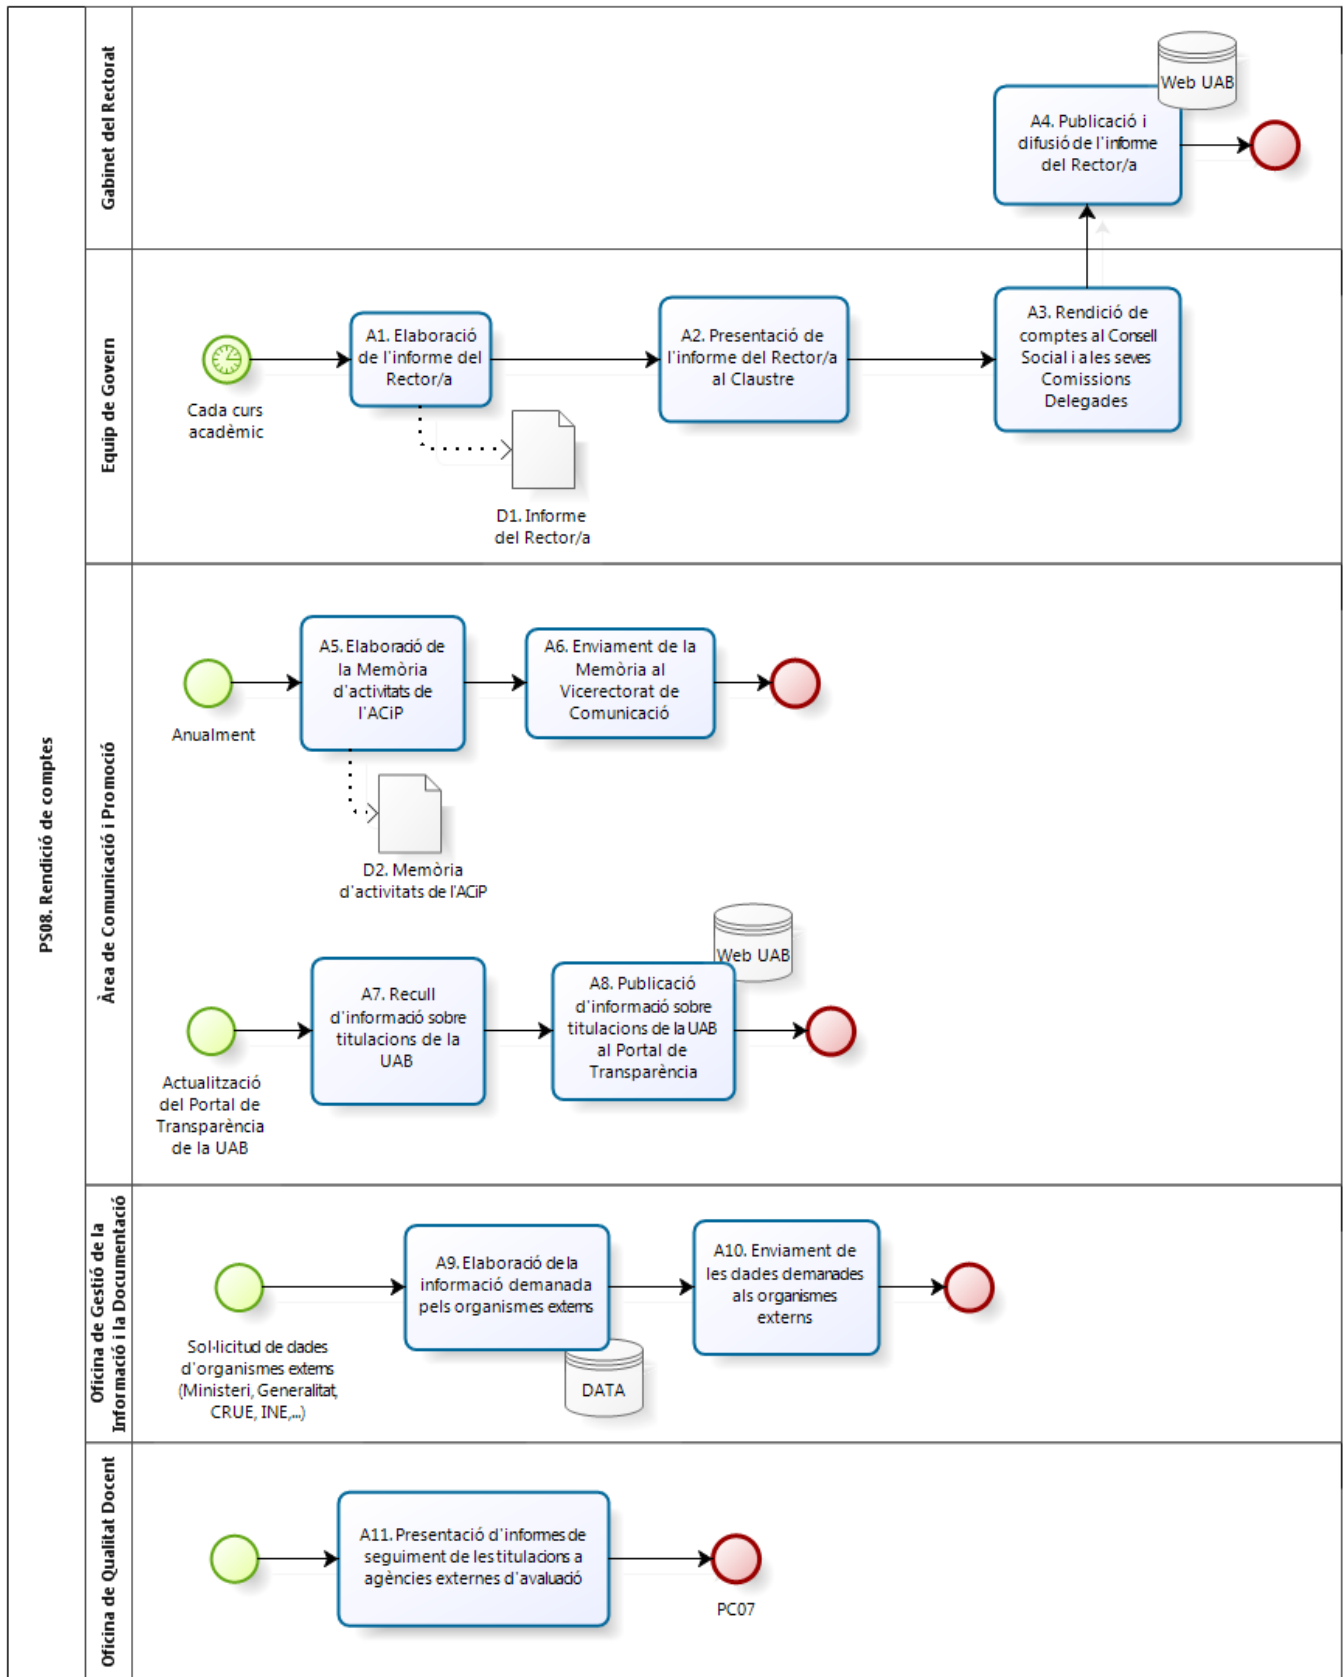 PS08. Rendició de comptes
Gabinet del Rectorat
Web UAB
A4. Publicació i
difusió de l'informe
del Rector/a
Equip de Govern
Cada curs
acadèmic
A1. Elaboració
de l'informe del
Rector/a
D1. Informe
del Rector/a
A2. Presentació de
l'informe del Rector/a
al Claustre
A3. Rendició de
comptes al Consell
Social i a les seves
Comissions
Delegades
Àrea de Comunicació i Promoció
Anualment
A5. Elaboració de
la Memòria
d'activitats de
l'ACiP
D2. Memòria
d'activitats de l'ACiP
A6. Enviament de la
Memòria al
Vicerectorat de
Comunicació
Actualització
del Portal de
Transparència
de la UAB
A7. Recull
d'informació sobre
titulacions de la
UAB
Web UAB
A8. Publicació
d'informació sobre
titulacions de la UAB
al Portal de
Transparència
Oficina de Gestió de la
Informació i la Documentació
Sol·licitud de dades
d'organismes externs
(Ministeri, Generalitat,
CRUE, INE,...)
A9. Elaboració de la
informació demanada
pels organismes externs
DATA
A10. Enviament de
les dades demanades
als organismes
externs
Oficina de Qualitat Docent
A11. Presentació d'informes de
seguiment de les titulacions a
agències externes d'avaluació
PC07